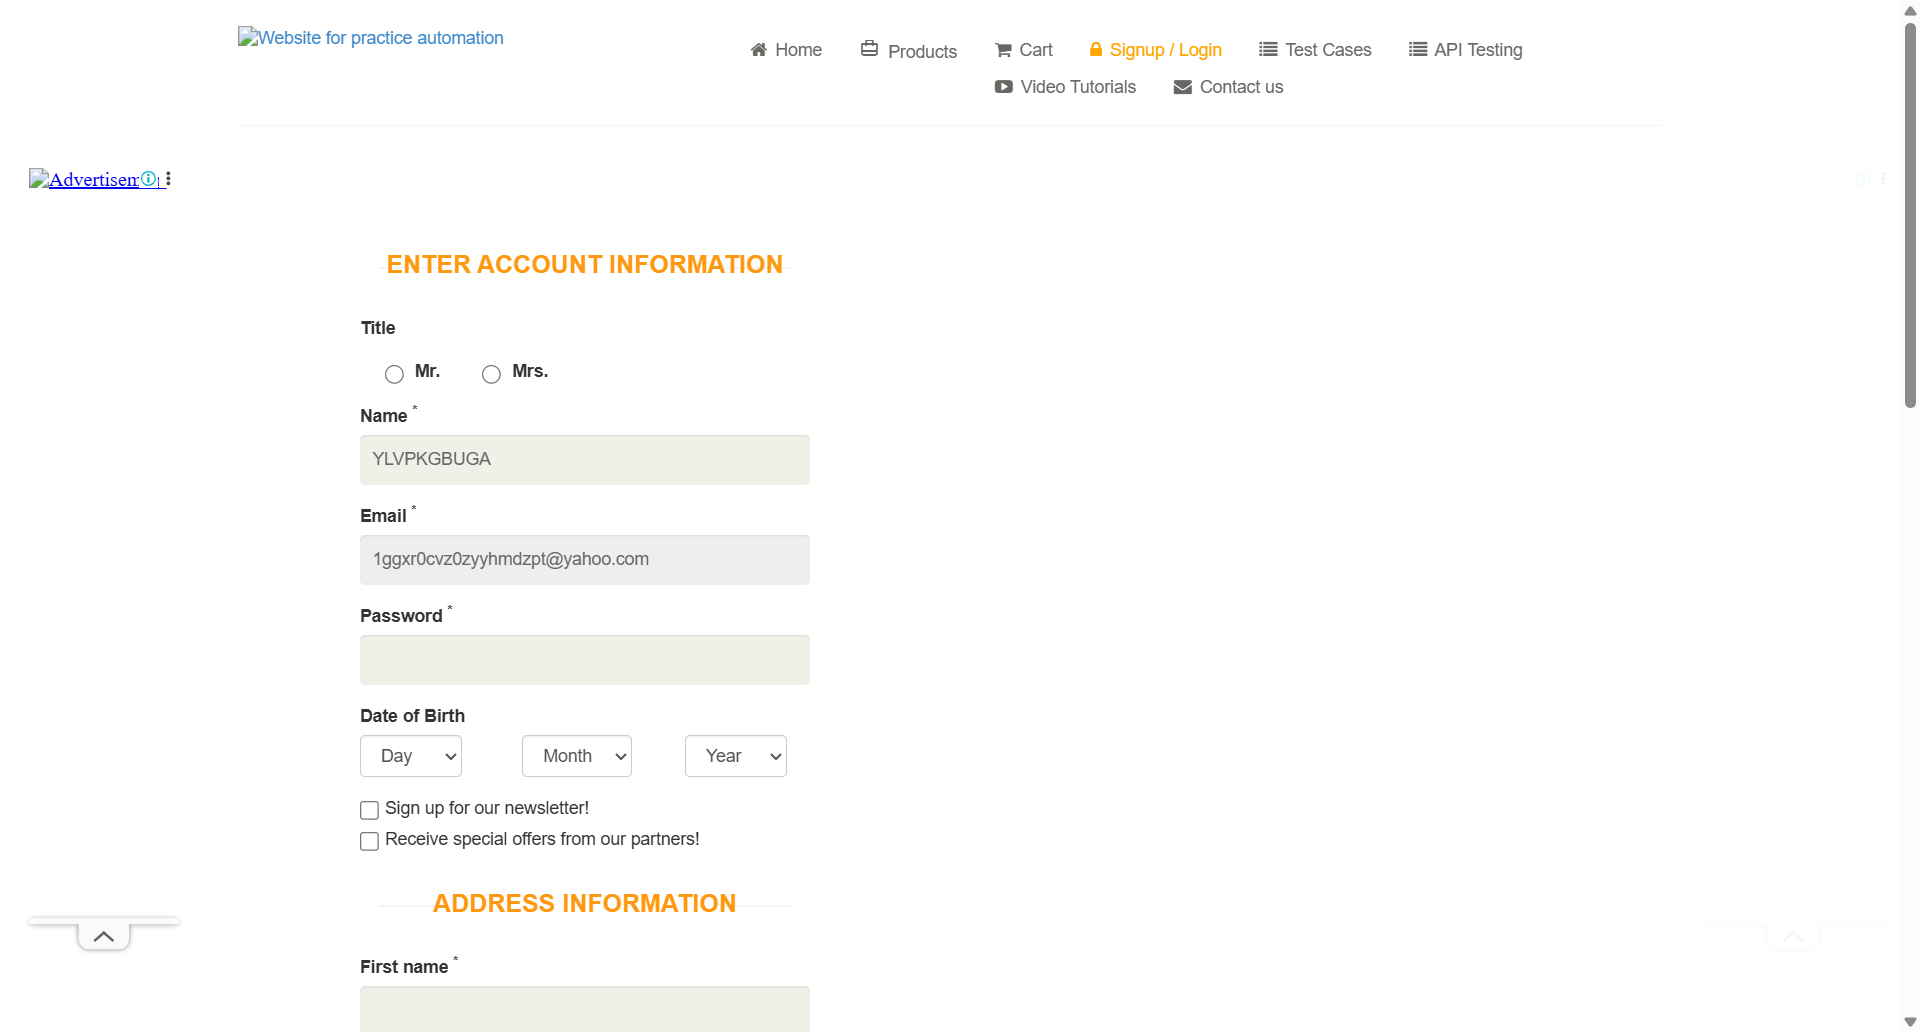 Website for practice automation
Home
Products
Cart
Signup / Login
Test Cases
API Testing
Video Tutorials
Contact us
ENTER ACCOUNT INFORMATION
Title
Mr.
Mrs.
Name *
YLVPKGBUGA
Email *
1ggxr0cvz0zyyhmdzpt@yahoo.com
Password *
Date of Birth
Day
Month
Year
Sign up for our newsletter!
Receive special offers from our partners!
ADDRESS INFORMATION
First name *